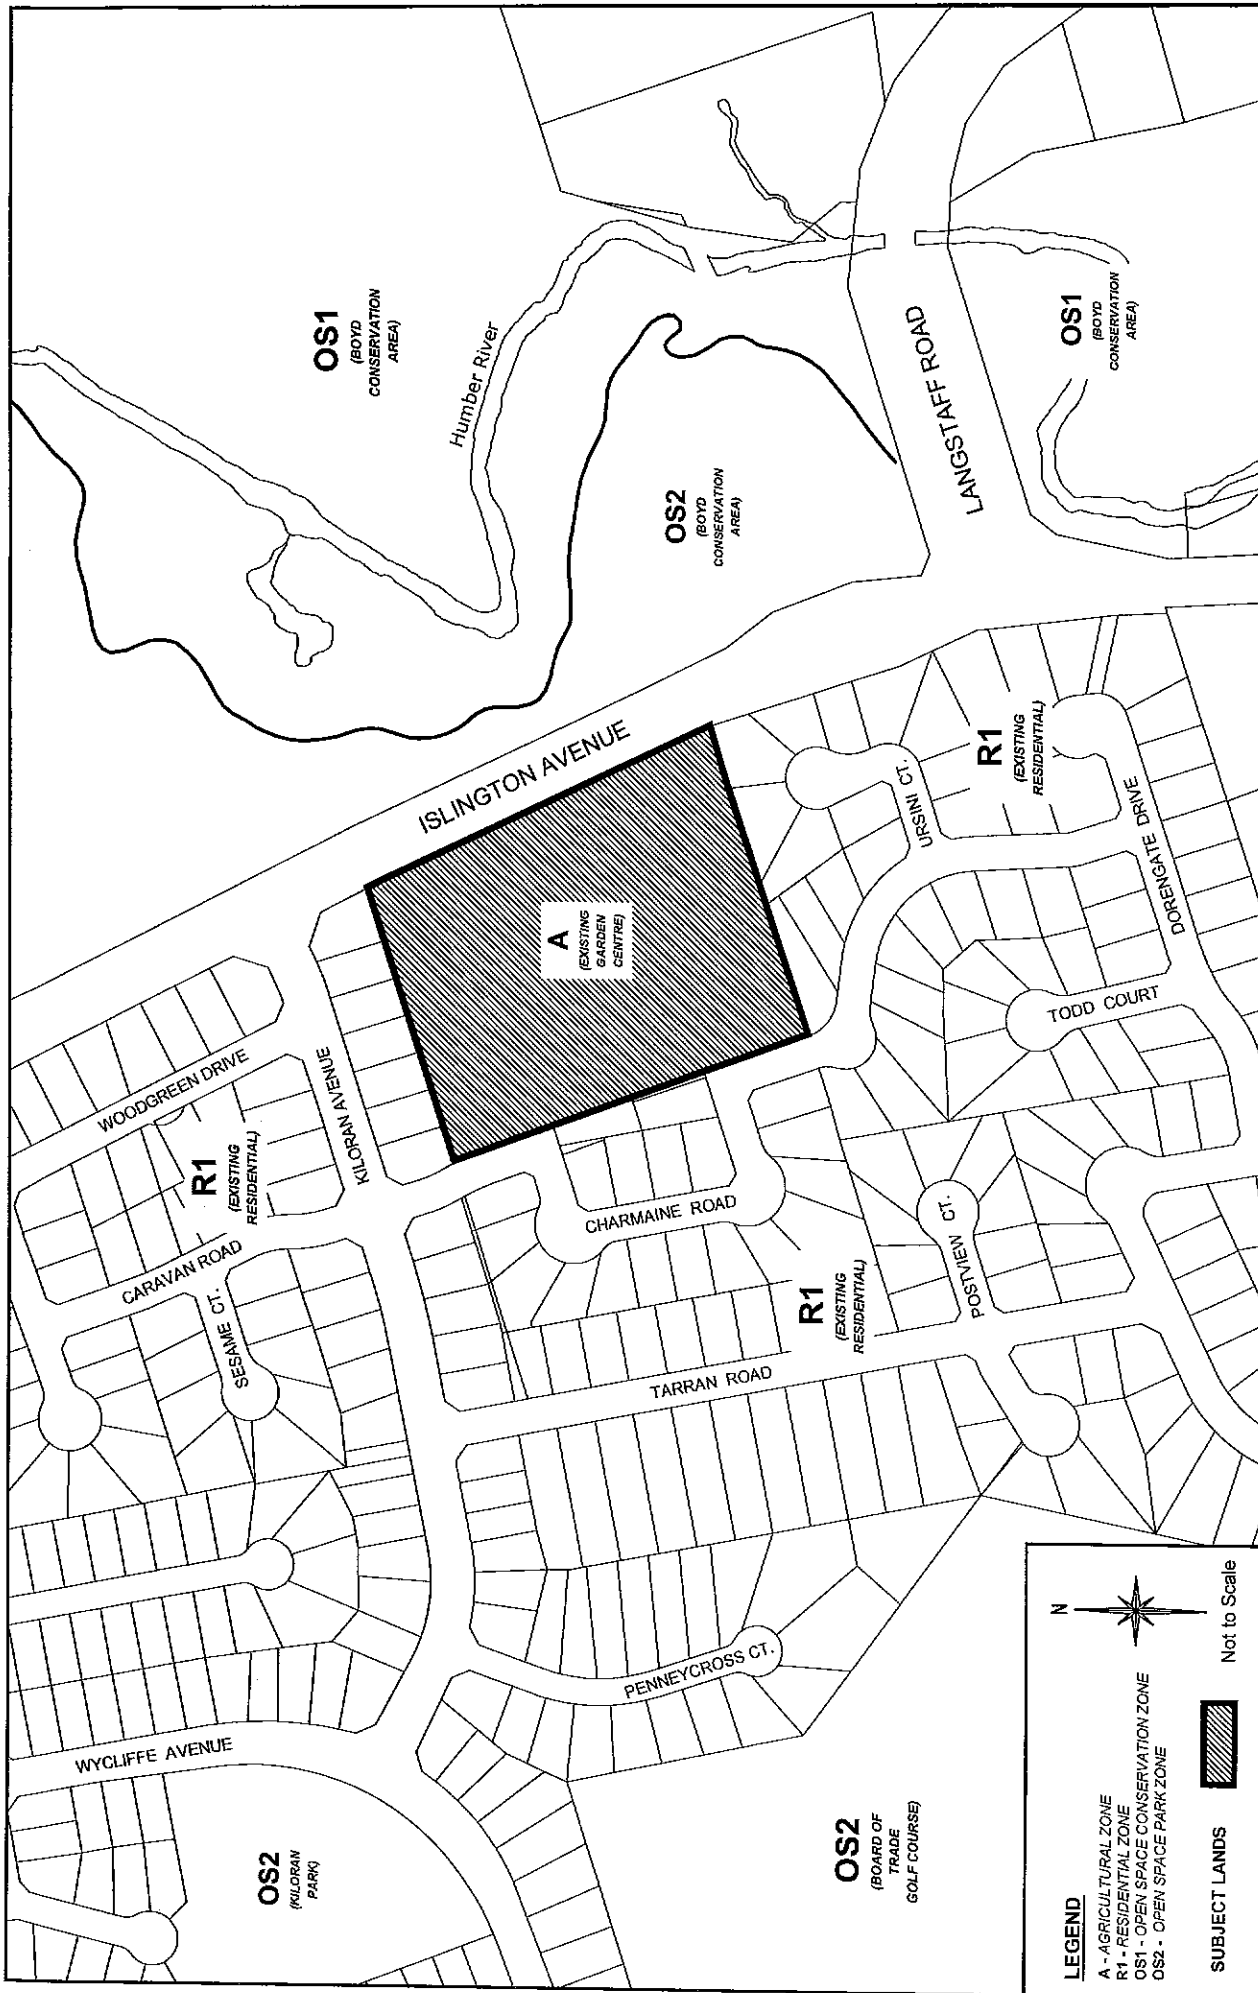 OS1
(BOYD
CONSERVATION
AREA)
Humber River
OS2
(BOYD
CONSERVATION
AREA)
LANGSTAFF ROAD
OS1
(BOYD
CONSERVATION
AREA)
ISLINGTON AVENUE
A
(EXISTING
GARDEN
CENTRE)
WOODGREEN DRIVE
KILORAN AVENUE
R1
(EXISTING
RESIDENTIAL)
CARAVAN ROAD
SESAME CT.
CHARMAINE ROAD
URSINI CT.
R1
(EXISTING
RESIDENTIAL)
DORENGATE DRIVE
TODD COURT
R1
(EXISTING
RESIDENTIAL)
POSTVIEW CT.
TARRAN ROAD
PENNEYCROSS CT.
WYCLIFFE AVENUE
OS2
(KILORAN
PARK)
OS2
(BOARD OF
TRADE
GOLF COURSE)
LEGEND
A - AGRICULTURAL ZONE
R1 - RESIDENTIAL ZONE
OS1 - OPEN SPACE CONSERVATION ZONE
OS2 - OPEN SPACE PARK ZONE
SUBJECT LANDS
N
Not to Scale